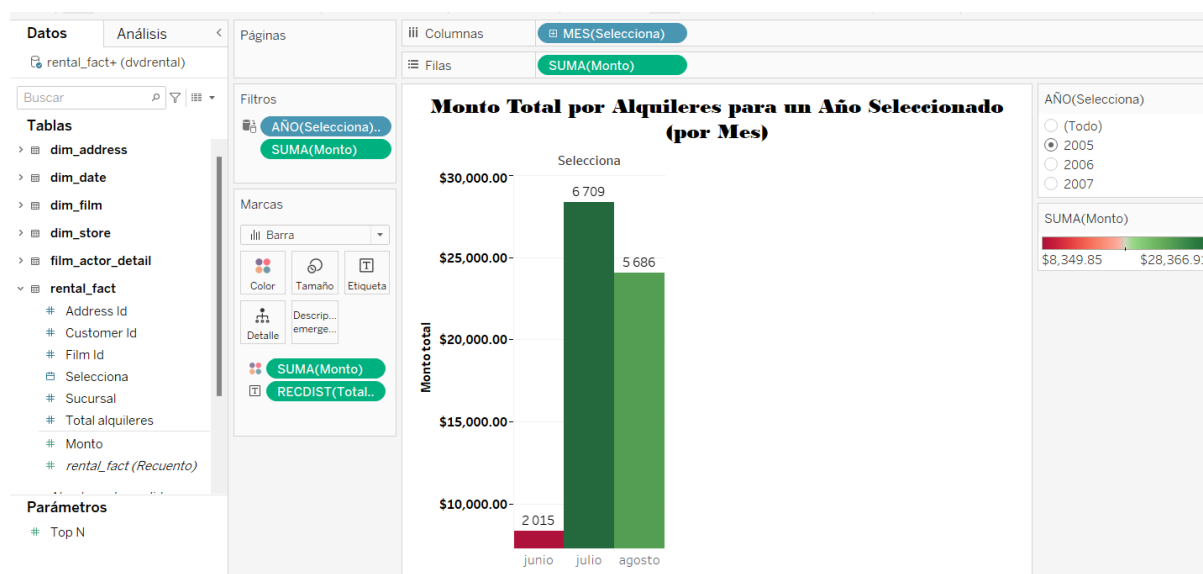 Datos
Análisis
rental_fact+ (dvdrental)
Buscar
Tablas
dim_address
dim_date
dim_film
dim_store
film_actor_detail
rental_fact
Address Id
Customer Id
Film Id
Selecciona
Sucursal
Total alquileres
Monto
rental_fact (Recuento)
Parámetros
Top N
Páginas
Filtros
AÑO(Selecciona)..
SUMA(Monto)
Marcas
Barra
Color
Tamaño
Etiqueta
Detalle
Descrip...
emerge...
SUMA(Monto)
RECDIST(Total..
Columnas
MES(Selecciona)
Filas
SUMA(Monto)
Monto Total por Alquileres para un Año Seleccionado
(por Mes)
Selecciona
Monto total
$30,000.00
$25,000.00
$20,000.00
$15,000.00
$10,000.00
2 015
6 709
5 686
junio
julio
agosto
AÑO(Selecciona)
(Todo)
2005
2006
2007
SUMA(Monto)
$8,349.85